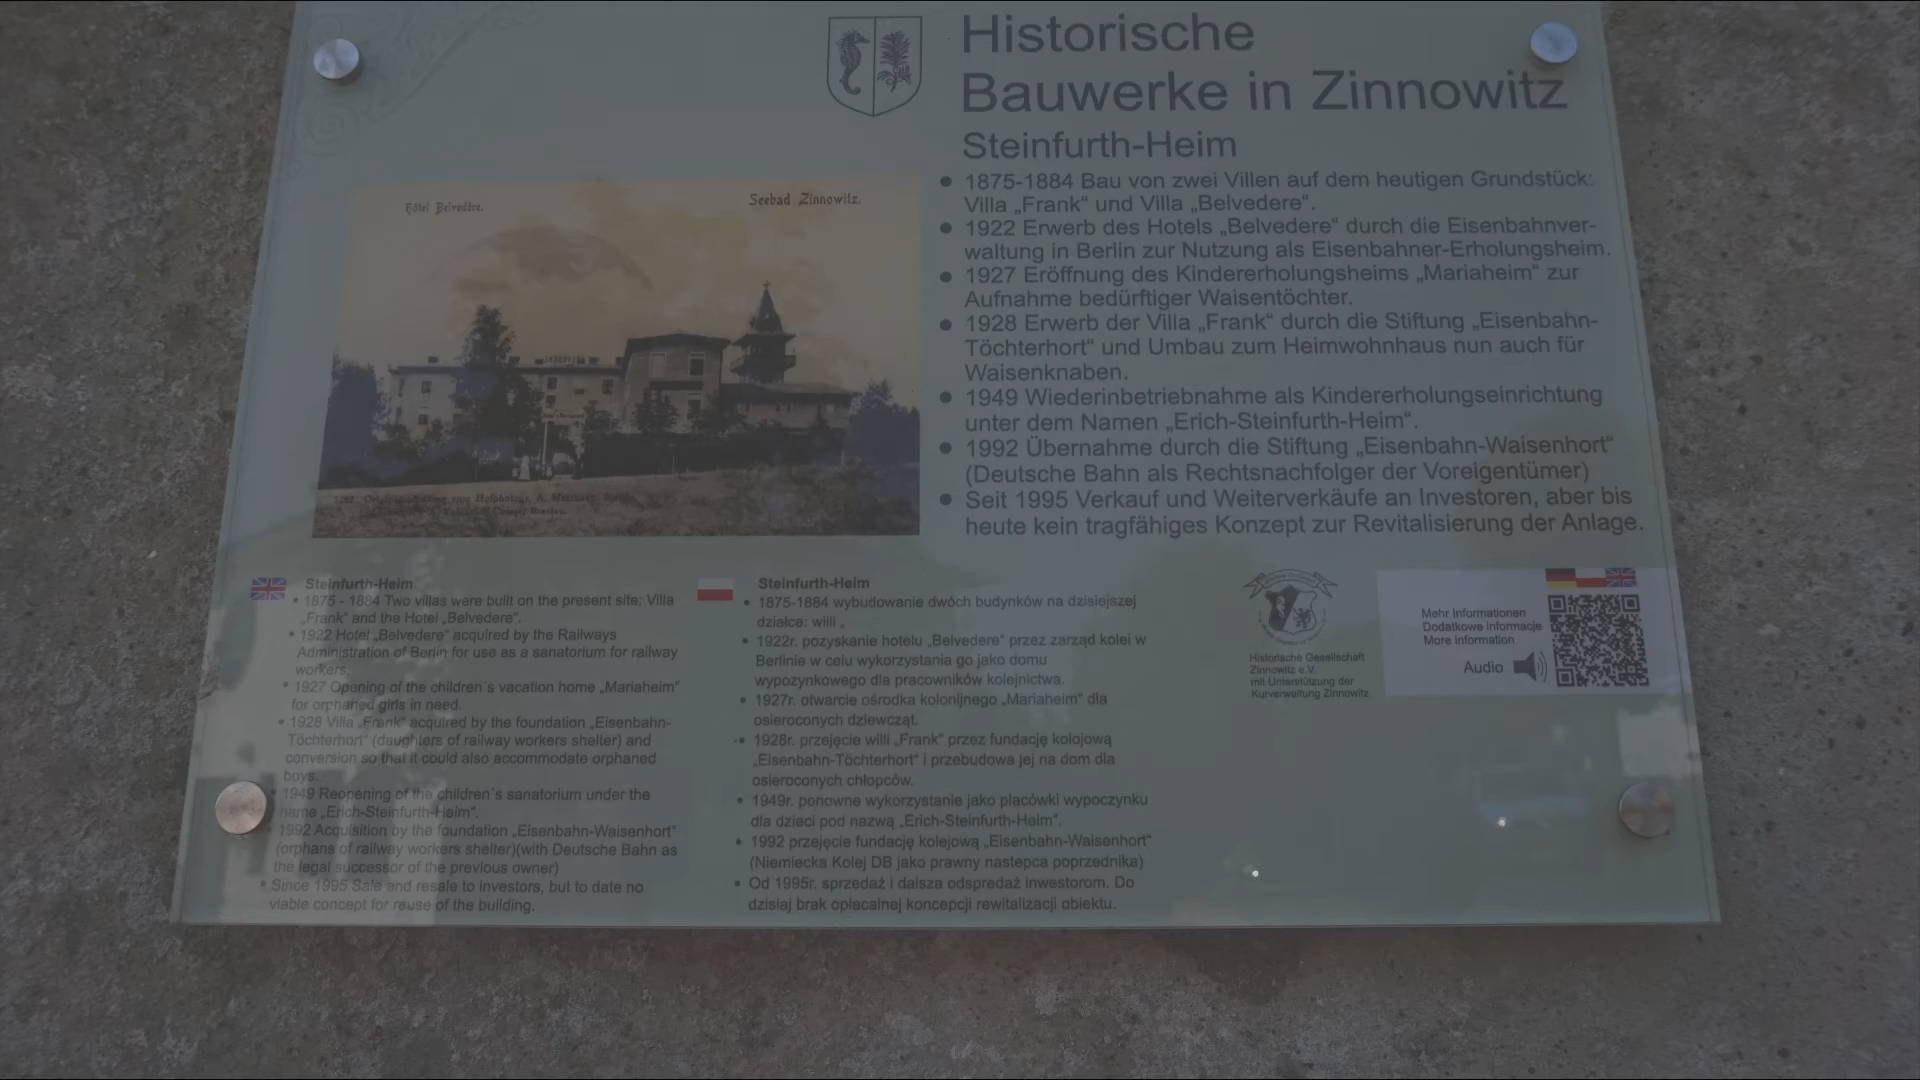 Historische
Bauwerke in Zinnowitz
Steinfurth-Heim
Hôtel Belvedère.
Seebad Zinnowitz.
• 1875-1884 Bau von zwei Villen auf dem heutigen Grundstück:
Villa „Frank“ und Villa „Belvedere“.
• 1922 Erwerb des Hotels „Belvedere“ durch die Eisenbahnver-
waltung in Berlin zur Nutzung als Eisenbahner-Erholungsheim.
• 1927 Eröffnung des Kindererholungsheims „Mariaheim“ zur
Aufnahme bedürftiger Waisentöchter.
• 1928 Erwerb der Villa „Frank“ durch die Stiftung „Eisenbahn-
Töchterhort“ und Umbau zum Heimwohnhaus nun auch für
Waisenknaben.
• 1949 Wiederinbetriebnahme als Kindererholungseinrichtung
unter dem Namen „Erich-Steinfurth-Heim“.
• 1992 Übernahme durch die Stiftung „Eisenbahn-Waisenhort“
(Deutsche Bahn als Rechtsnachfolger der Voreigentümer)
• Seit 1995 Verkauf und Weiterverkäufe an Investoren, aber bis
heute kein tragfähiges Konzept zur Revitalisierung der Anlage.
vom Hofphotogr. A.
Breslau.
Steinfurth-Heim
• 1875 - 1884 Two villas were built on the present site: Villa
„Frank“ and the Hotel „Belvedere“.
• 1922 Hotel „Belvedere“ acquired by the Railways
Administration of Berlin for use as a sanatorium for railway
workers.
• 1927 Opening of the children´s vacation home „Mariaheim“
for orphaned girls in need.
• 1928 Villa „Frank“ acquired by the foundation „Eisenbahn-
Töchterhort“ (daughters of railway workers shelter) and
conversion so that it could also accommodate orphaned
boys.
• 1949 Reopening of the children´s sanatorium under the
name „Erich-Steinfurth-Heim“.
• 1992 Acquisition by the foundation „Eisenbahn-Waisenhort“
(orphans of railway workers shelter)(with Deutsche Bahn as
the legal successor of the previous owner)
• Since 1995 Sale and resale to investors, but to date no
viable concept for reuse of the building.
Steinfurth-Heim
• 1875-1884 wybudowanie dwóch budynków na dzisiejszej
działce: willi „
• 1922r. pozyskanie hotelu „Belvedere“ przez zarząd kolei w
Berlinie w celu wykorzystania go jako domu
wypozynkowego dla pracowników kolejnictwa.
• 1927r. otwarcie ośrodka kolonijnego „Mariaheim“ dla
osieroconych dziewcząt.
• 1928r. przejęcie willi „Frank“ przez fundację kolojową
„Eisenbahn-Töchterhort“ i przebudowa jej na dom dla
osieroconych chłopców.
• 1949r. ponowne wykorzystanie jako placówki wypoczynku
dla dzieci pod nazwą „Erich-Steinfurth-Heim“.
• 1992 przejęcie fundację kolejową „Eisenbahn-Waisenhort“
(Niemiecka Kolej DB jako prawny nastepca poprzednika)
• Od 1995r. sprzedaż i dalsza odspredaż inwestorom. Do
dzisiaj brak opłacalnej koncepcji rewitalizacji obiektu.
Historische Gesellschaft
Zinnowitz e.V.
mit Unterstützung der
Kurverwaltung Zinnowitz
Mehr Informationen
Dodatkowe informacje
More information
Audio